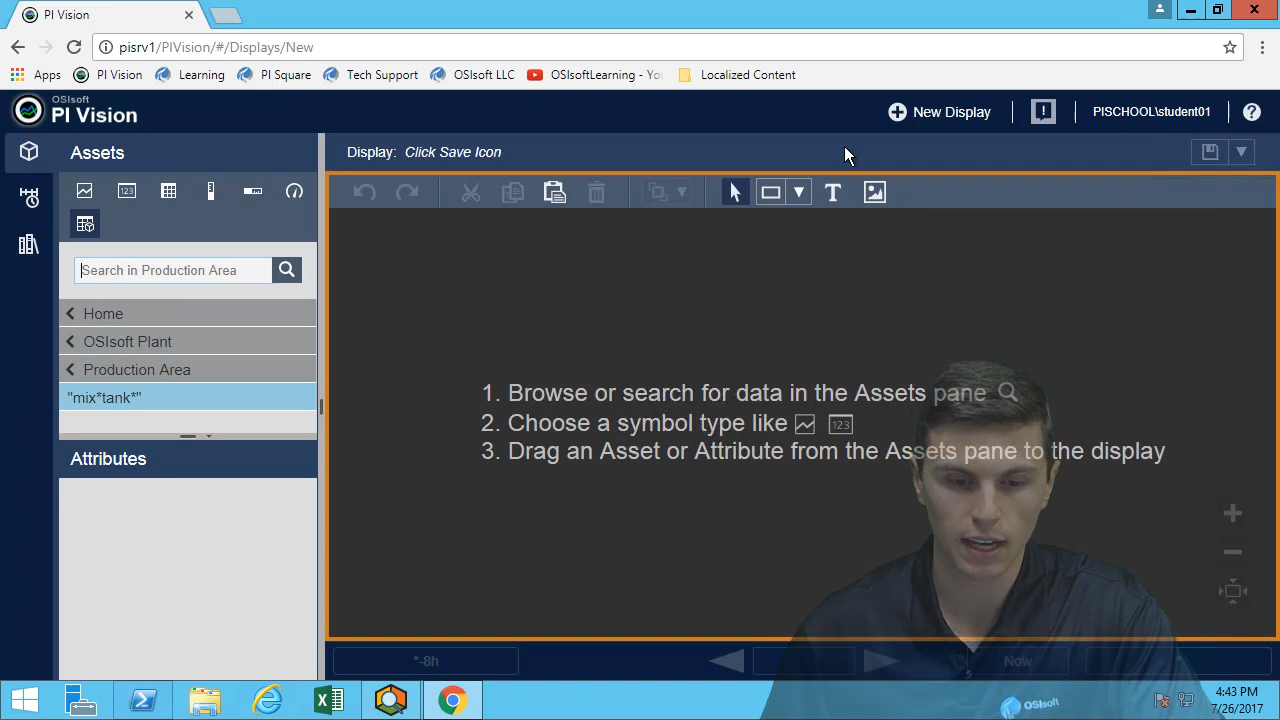 PI Vision
pisrv1/PIVision/#/Displays/New
Apps PI Vision Learning PI Square Tech Support OSIsoft LLC OSIsoftLearning - Yo Localized Content
OSIsoft
PI Vision
New Display
PISCHOOL\student01
?
Assets
Display: Click Save Icon
123
T
Search in Production Area
Home
OSIsoft Plant
Production Area
"mix*tank*"
1. Browse or search for data in the Assets pane
2. Choose a symbol type like 123
3. Drag an Asset or Attribute from the Assets pane to the display
Attributes
*-8h
Now
OSIsoft
4:43 PM
7/26/2017